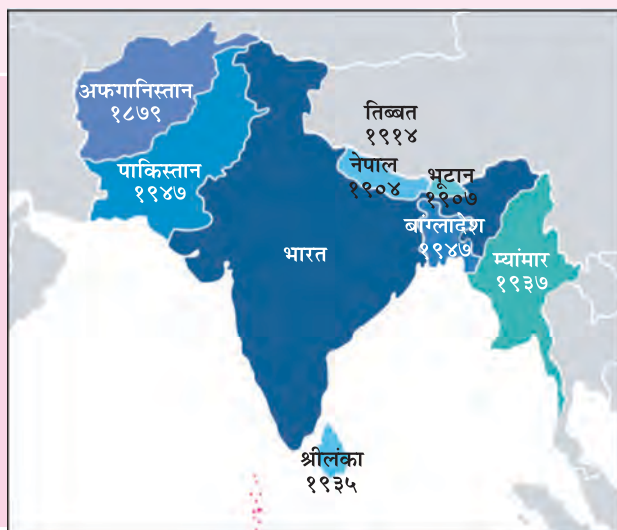 अफगानिस्तान
१८७९
तिब्बत
१९१४
पाकिस्तान
१९४७
नेपाल
१९०४
भूटान
१९०७
बांग्लादेश
१९४७
भारत
म्यांमार
१९३७
श्रीलंका
१९३५